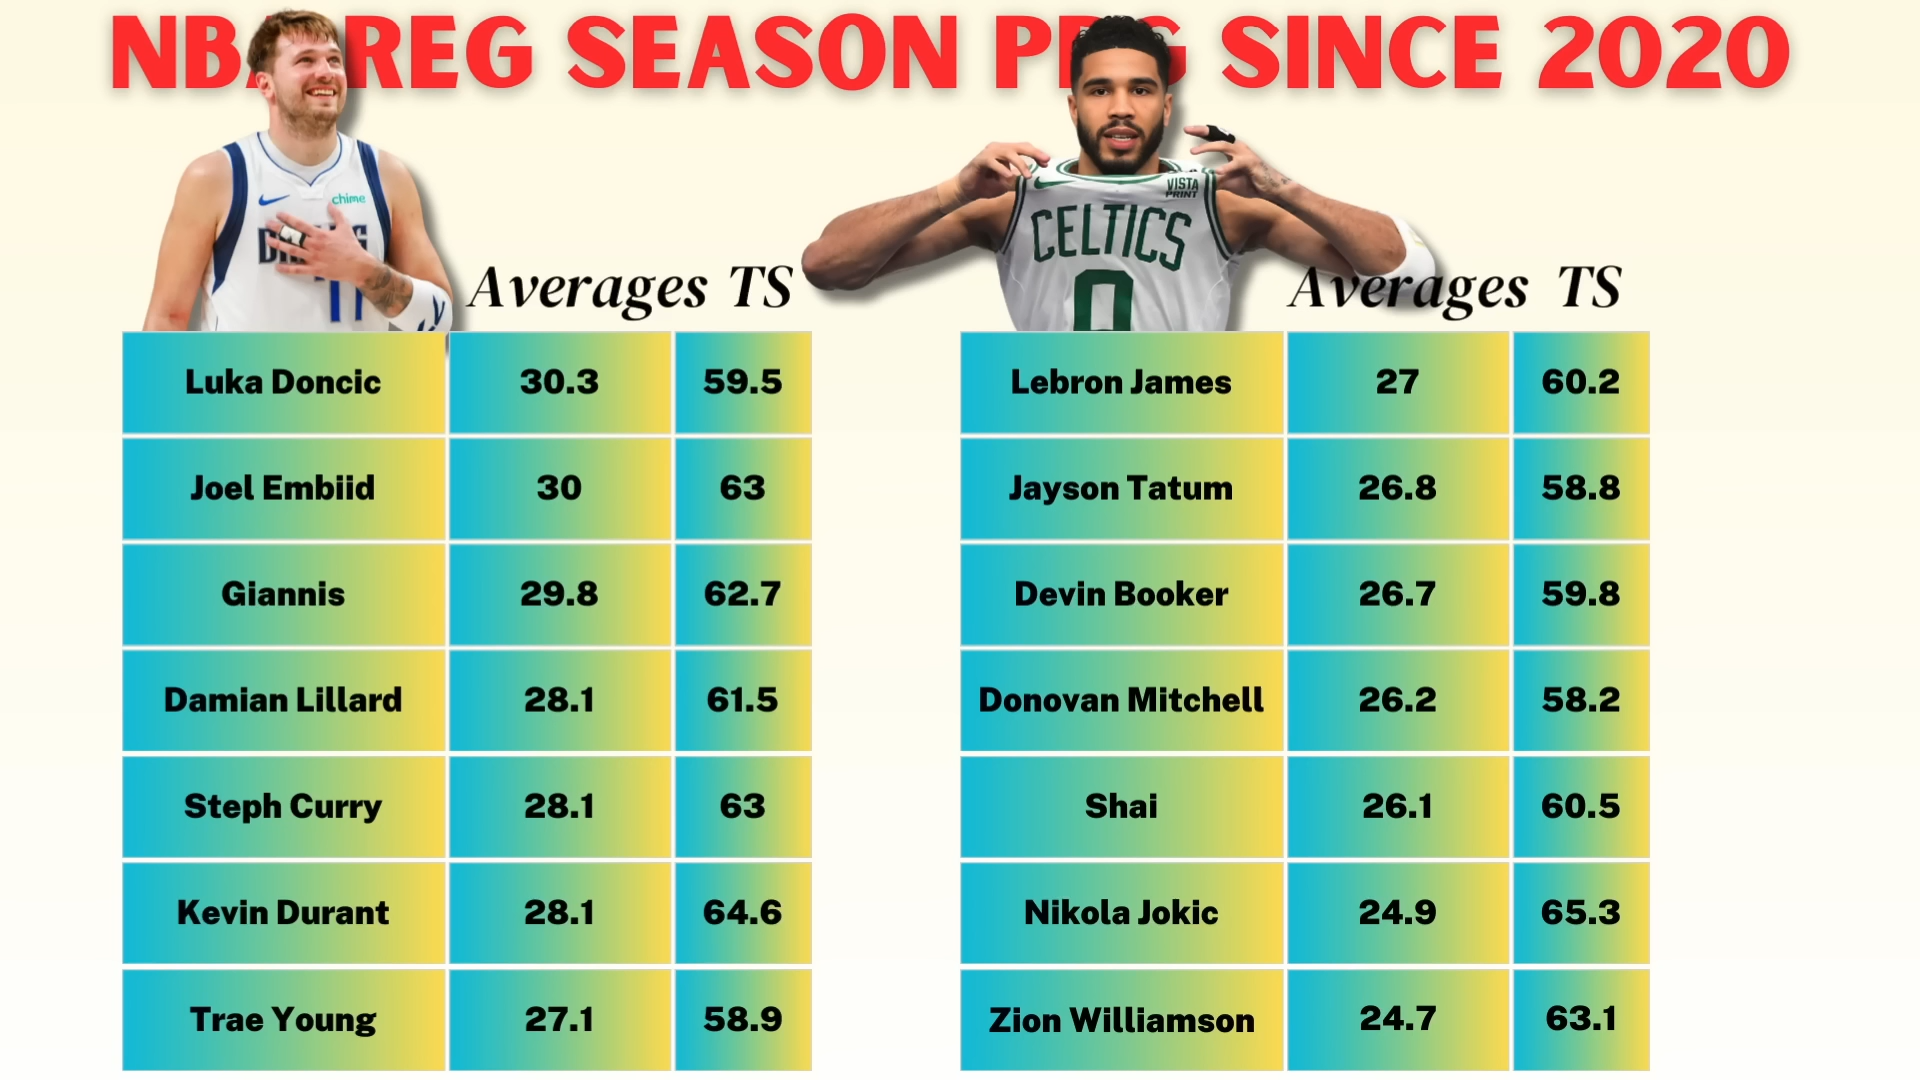 NBA REG SEASON PPG SINCE 2020
chime
VISTA
PRINT
CELTICS
0
Averages TS
Averages TS
Luka Doncic 30.3 59.5
Joel Embiid 30 63
Giannis 29.8 62.7
Damian Lillard 28.1 61.5
Steph Curry 28.1 63
Kevin Durant 28.1 64.6
Trae Young 27.1 58.9
Lebron James 27 60.2
Jayson Tatum 26.8 58.8
Devin Booker 26.7 59.8
Donovan Mitchell 26.2 58.2
Shai 26.1 60.5
Nikola Jokic 24.9 65.3
Zion Williamson 24.7 63.1